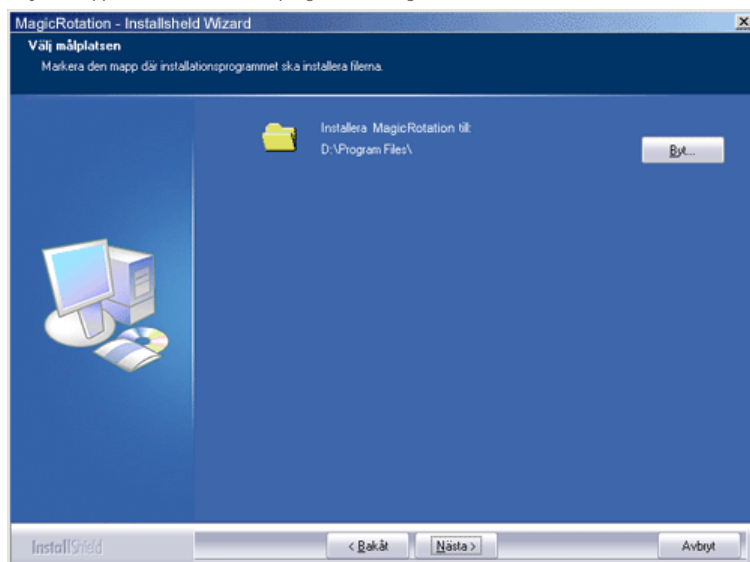 MagicRotation - Installsheld Wizard
Välj målplatsen
Markera den mapp där installationsprogrammet ska installera filerna.
Installera MagicRotation till:
D:\Program Files\
Byt...
InstallShield
< Bakåt
Nästa >
Avbryt